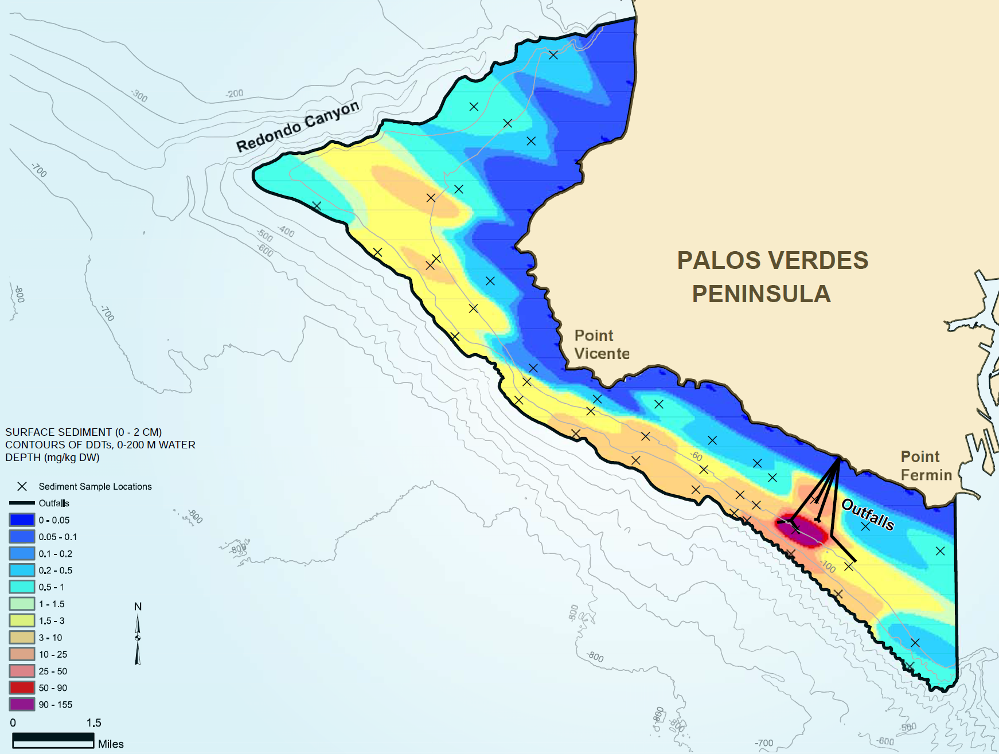 -200
-300
Redondo Canyon
-700
-400
-500
-600
PALOS VERDES
PENINSULA
-800
-700
Point
Vicente
SURFACE SEDIMENT (0 - 2 CM)
CONTOURS OF DDTs, 0-200 M WATER
DEPTH (mg/kg DW)
-60
Point
Fermin
Sediment Sample Locations
Outfalls
0 - 0.05
0.05 - 0.1
0.1 - 0.2
0.2 - 0.5
0.5 - 1
1 - 1.5
1.5 - 3
3 - 10
10 - 25
25 - 50
50 - 90
90 - 155
N
0 1.5
Miles
Outfalls
-800
-800
-100
-800
-800
-800
-800
-500
-600
-700